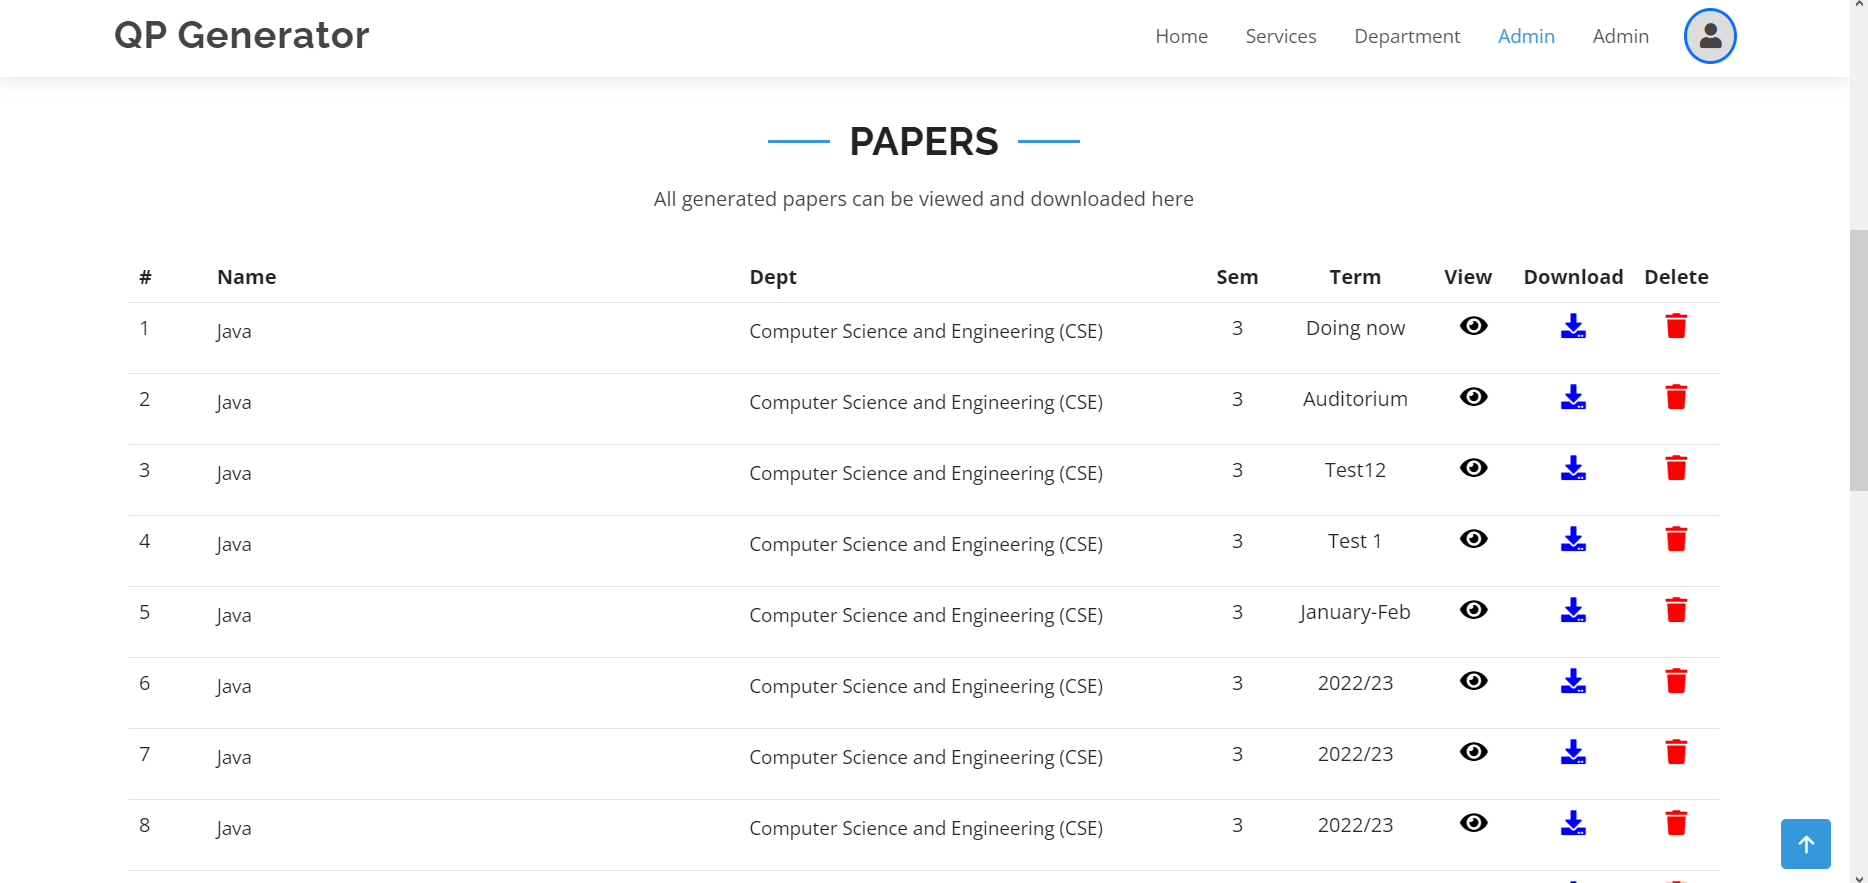 QP Generator
Home Services Department Admin Admin
PAPERS
All generated papers can be viewed and downloaded here
# Name Dept Sem Term View Download Delete
1 Java Computer Science and Engineering (CSE) 3 Doing now
2 Java Computer Science and Engineering (CSE) 3 Auditorium
3 Java Computer Science and Engineering (CSE) 3 Test12
4 Java Computer Science and Engineering (CSE) 3 Test 1
5 Java Computer Science and Engineering (CSE) 3 January-Feb
6 Java Computer Science and Engineering (CSE) 3 2022/23
7 Java Computer Science and Engineering (CSE) 3 2022/23
8 Java Computer Science and Engineering (CSE) 3 2022/23